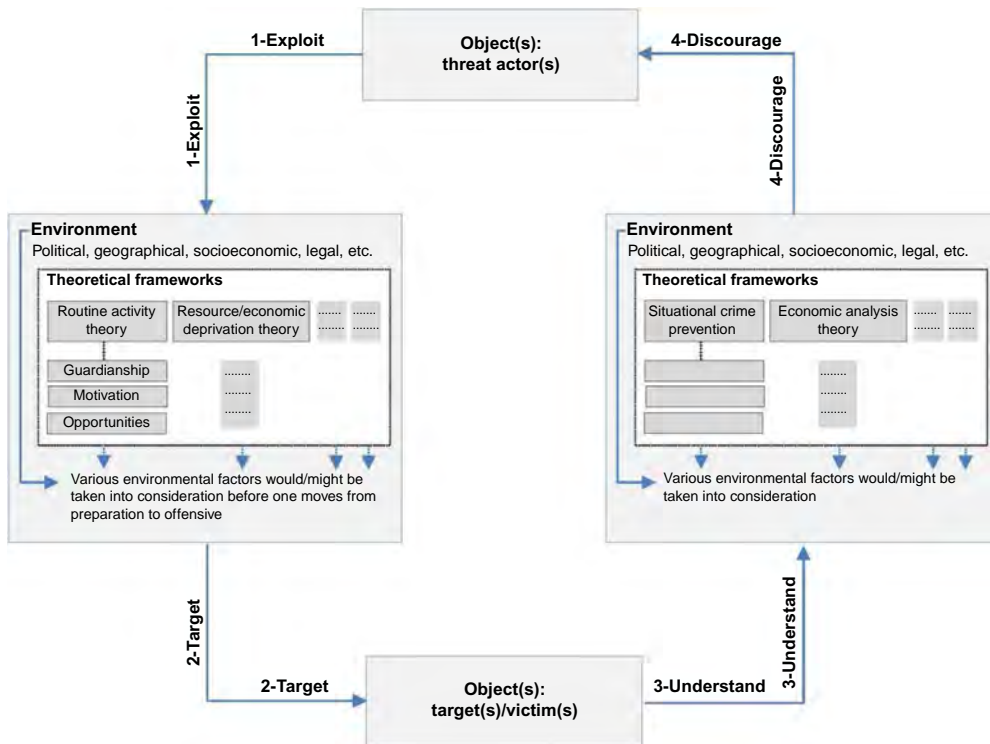 1-Exploit
Object(s):
threat actor(s)
4-Discourage
1-Exploit
4-Discourage
Environment
Political, geographical, socioeconomic, legal, etc.
Theoretical frameworks
Routine activity
theory
Resource/economic
deprivation theory
.......
........
.......
........
Guardianship
Motivation
Opportunities
........
........
........
Various environmental factors would/might be
taken into consideration before one moves from
preparation to offensive
Environment
Political, geographical, socioeconomic, legal, etc.
Theoretical frameworks
Situational crime
prevention
Economic analysis
theory
.......
........
.......
........
........
........
........
Various environmental factors would/might be
taken into consideration
2-Target
3-Understand
2-Target
Object(s):
target(s)/victim(s)
3-Understand